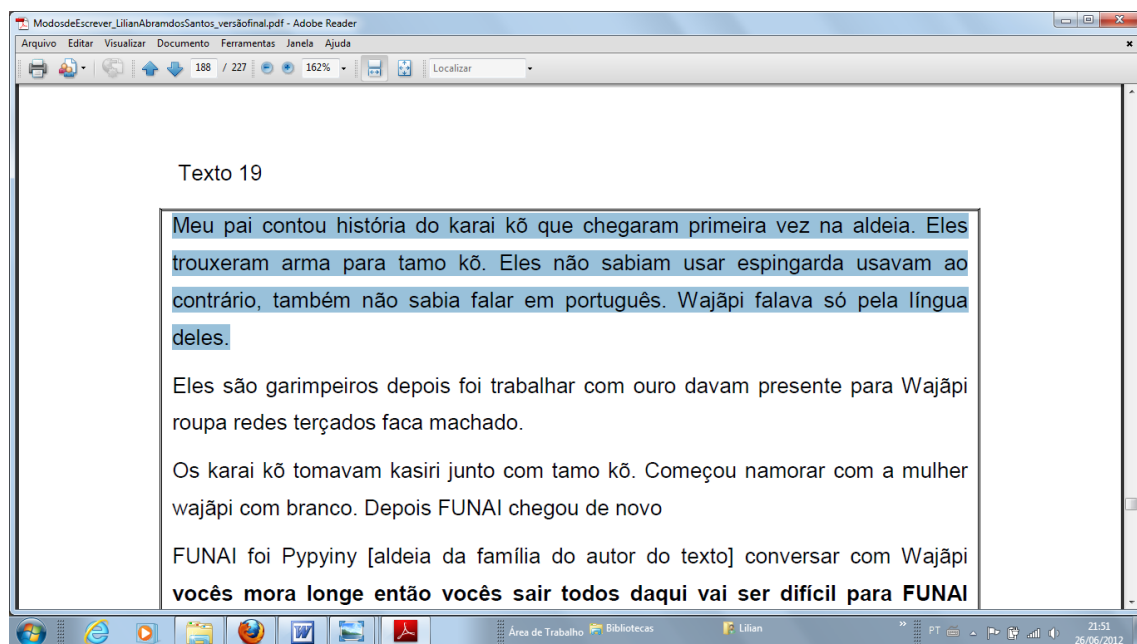 ModosdeEscrever_LilianAbramdosSantos_versãofinal.pdf - Adobe Reader
Arquivo Editar Visualizar Documento Ferramentas Janela Ajuda
188 / 227 162% Localizar
Texto 19
Meu pai contou história do karai kõ que chegaram primeira vez na aldeia. Eles
trouxeram arma para tamo kõ. Eles não sabiam usar espingarda usavam ao
contrário, também não sabia falar em português. Wajãpi falava só pela língua
deles.
Eles são garimpeiros depois foi trabalhar com ouro davam presente para Wajãpi
roupa redes terçados faca machado.
Os karai kõ tomavam kasiri junto com tamo kõ. Começou namorar com a mulher
wajãpi com branco. Depois FUNAI chegou de novo
FUNAI foi Pypyiny [aldeia da família do autor do texto] conversar com Wajãpi
vocês mora longe então vocês sair todos daqui vai ser difícil para FUNAI
Área de Trabalho Bibliotecas Lilian » PT 21:51
26/06/2012